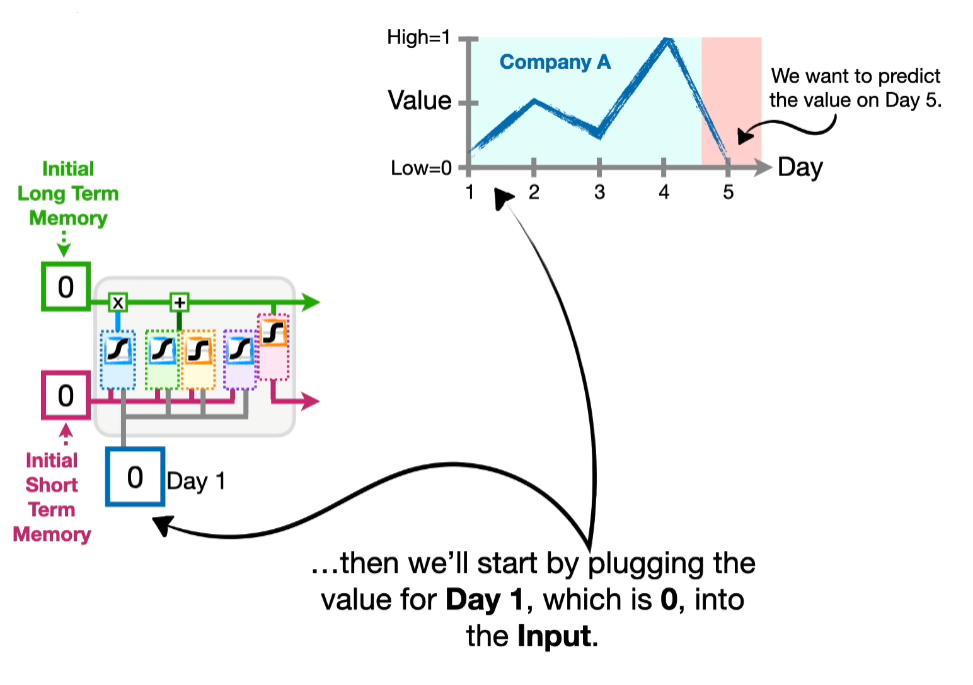 High=1
Company A
Value
Low=0
1 2 3 4 5
Day
We want to predict
the value on Day 5.
Initial
Long Term
Memory
0
x +
0
Initial
Short
Term
Memory
0 Day 1
...then we'll start by plugging the
value for Day 1, which is 0, into
the Input.